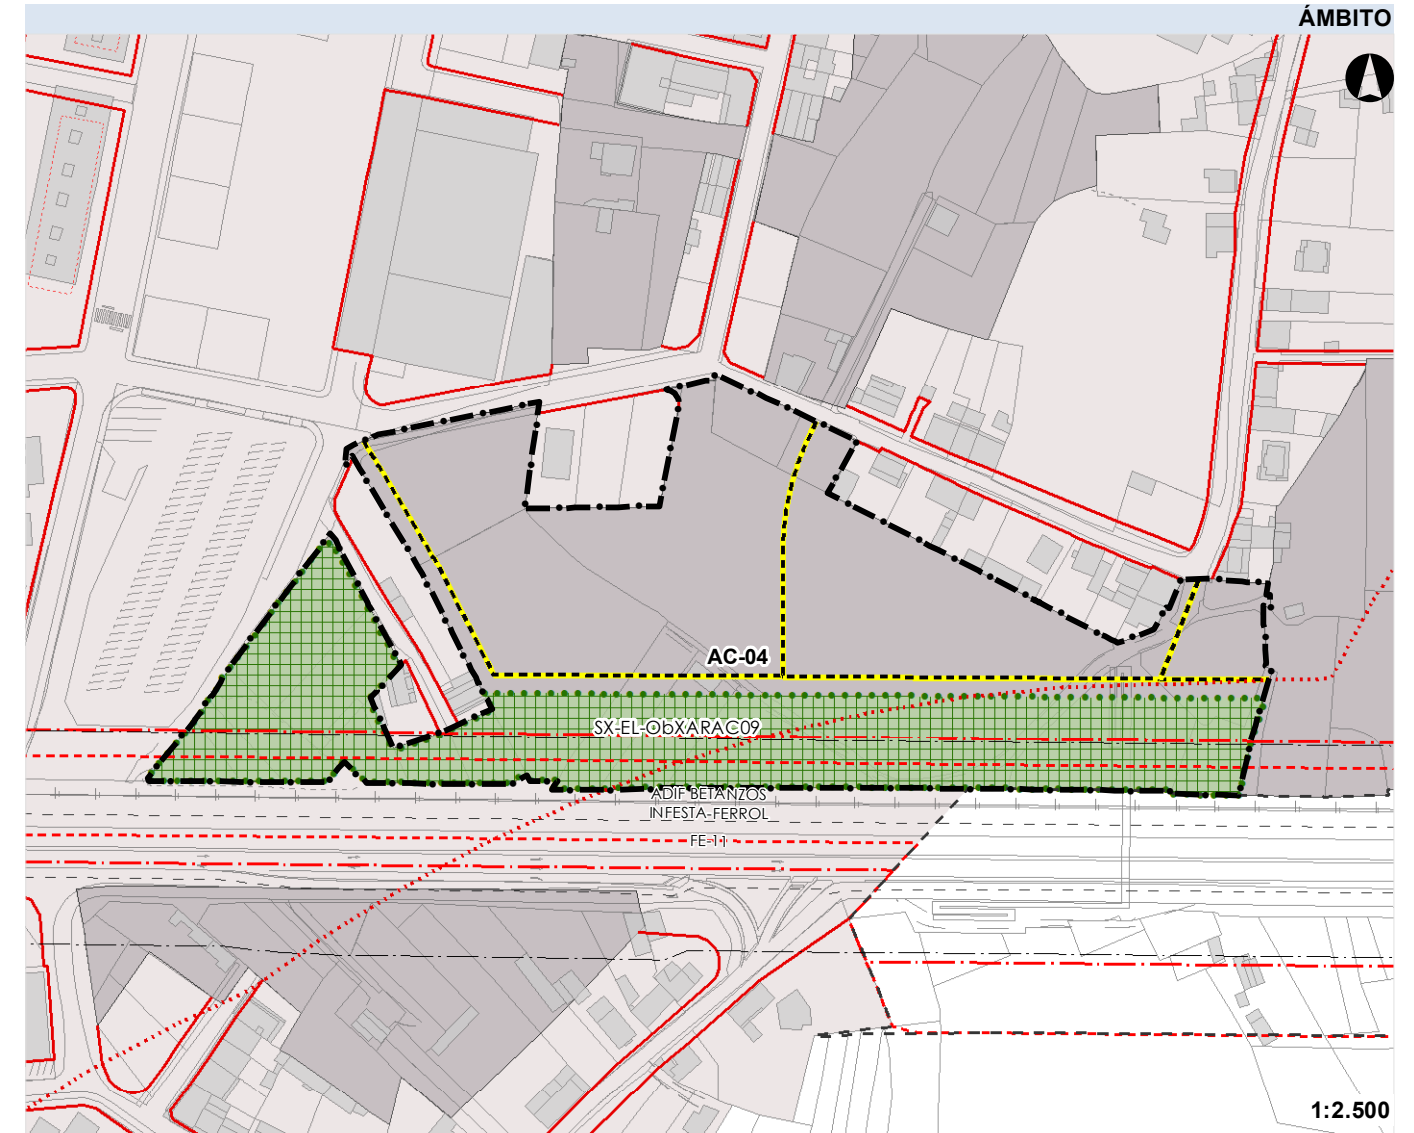 ÁMBITO
AC-04
SX-EL-ObXARAC09
ADIF BETANZOS
INFESTA-FERROL
FE-11
1:2.500